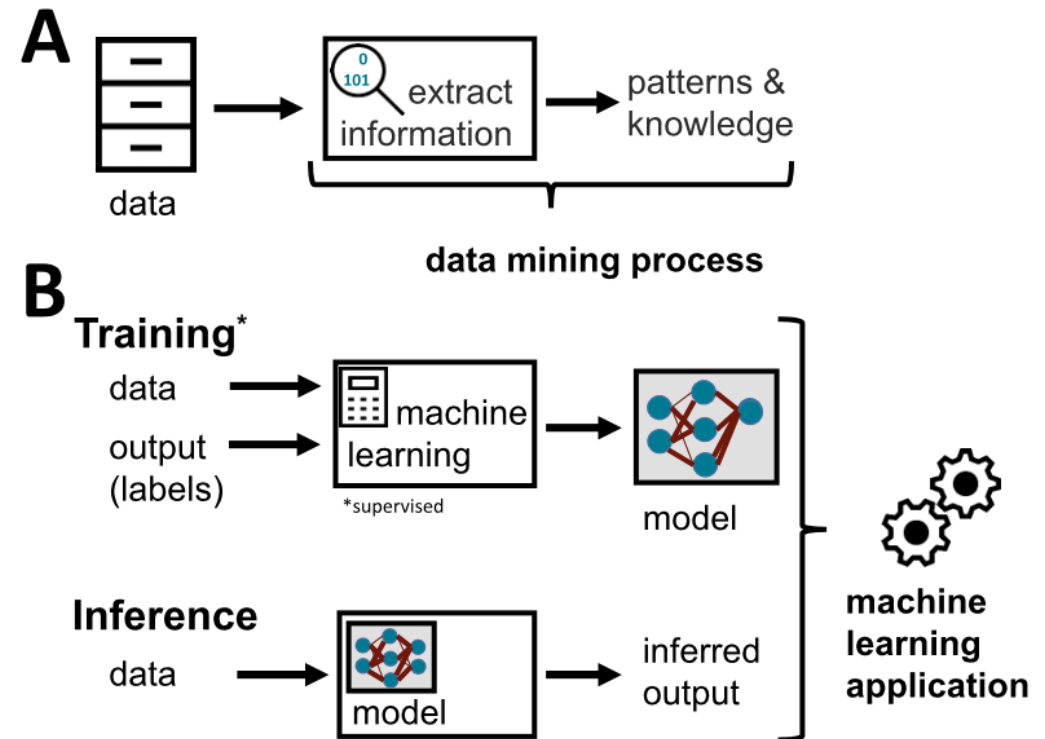 A
data
0
101
extract
information
patterns &
knowledge
data mining process
B
Training*
data
output
(labels)
machine
learning
*supervised
model
Inference
data
model
inferred
output
machine
learning
application